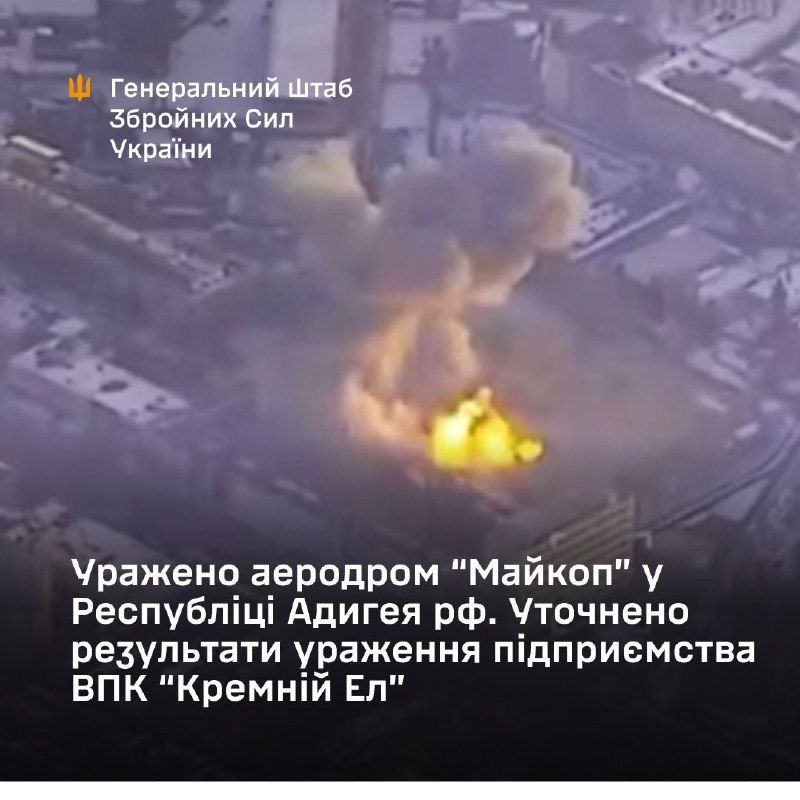 Генеральний штаб
Збройних Сил
України
Уражено аеродром “Майкоп” у
Республіці Адигея рф. Уточнено
результати ураження підприємства
ВПК “Кремній Ел”